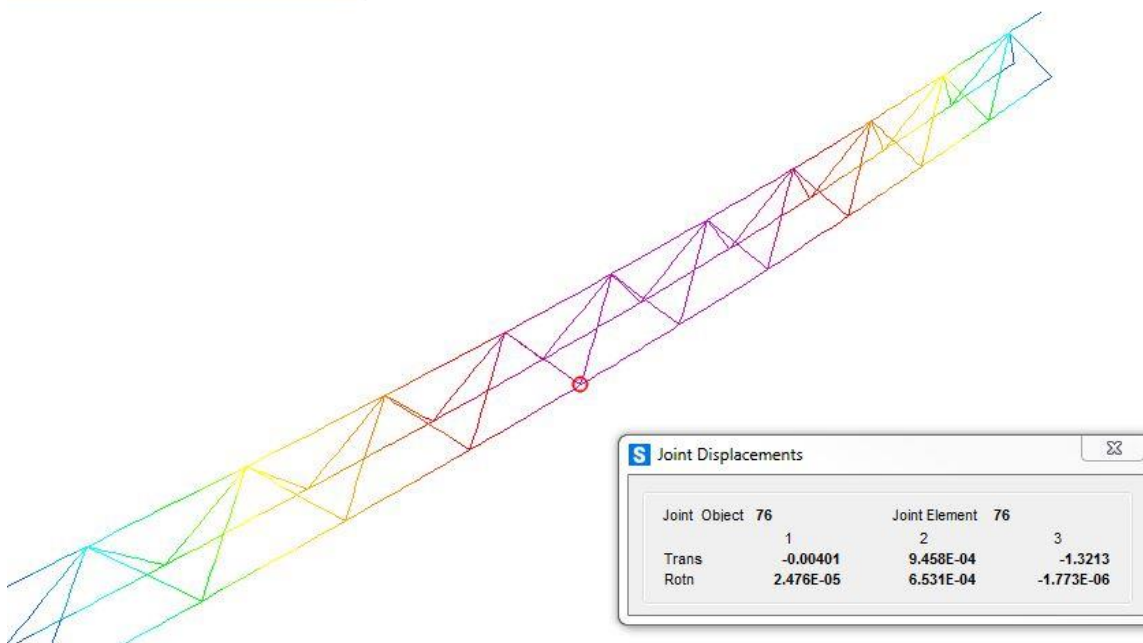 S Joint Displacements
Joint Object 76 Joint Element 76
1 2 3
Trans -0.00401 9.458E-04 -1.3213
Rotn 2.476E-05 6.531E-04 -1.773E-06